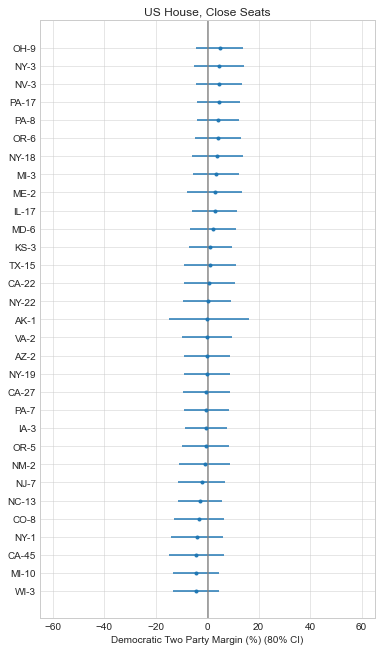 US House, Close Seats
OH-9
NY-3
NV-3
PA-17
PA-8
OR-6
NY-18
MI-3
ME-2
IL-17
MD-6
KS-3
TX-15
CA-22
NY-22
AK-1
VA-2
AZ-2
NY-19
CA-27
PA-7
IA-3
OR-5
NM-2
NJ-7
NC-13
CO-8
NY-1
CA-45
MI-10
WI-3
−60 −40 −20 0 20 40 60
Democratic Two Party Margin (%) (80% CI)